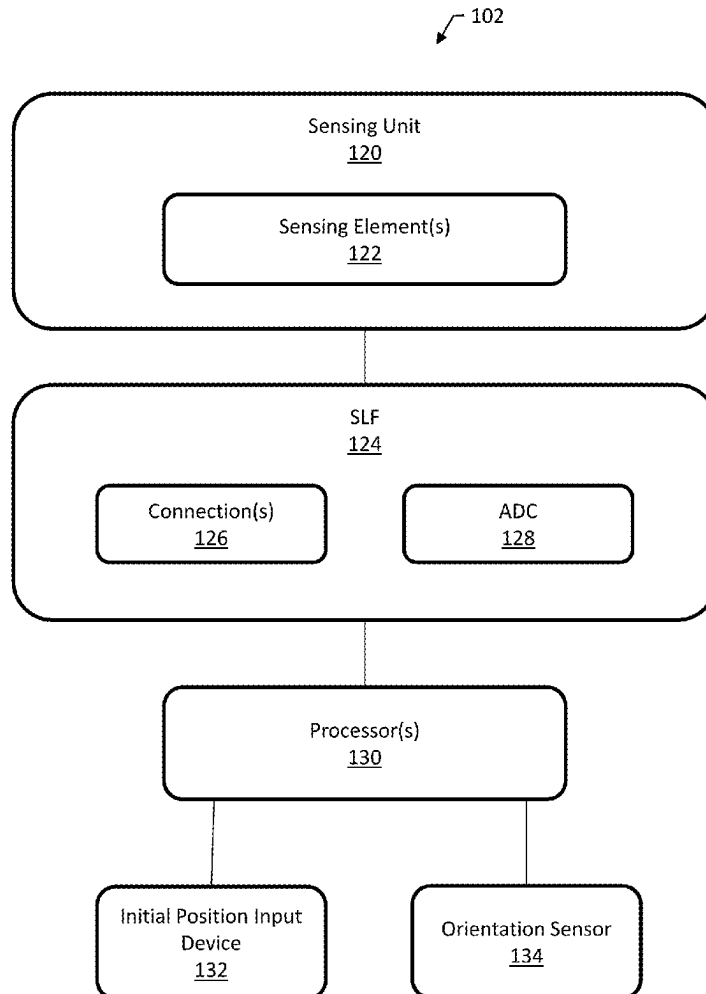 102
Sensing Unit
120
Sensing Element(s)
122
SLF
124
Connection(s)
126
ADC
128
Processor(s)
130
Initial Position Input
Device
132
Orientation Sensor
134